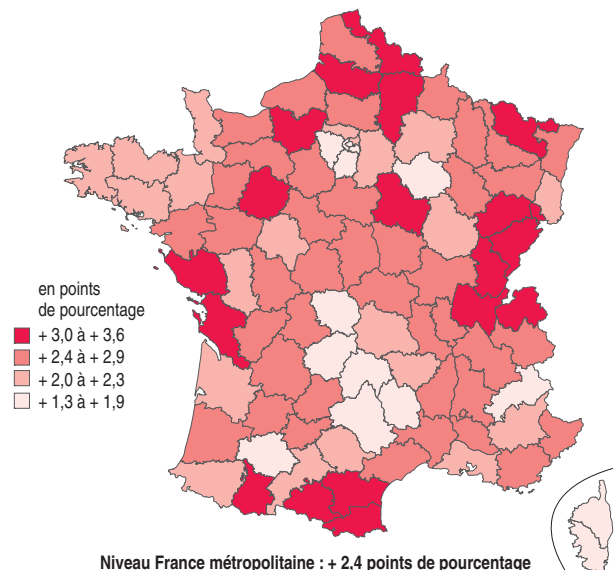 en points
de pourcentage
+ 3,0 à + 3,6
+ 2,4 à + 2,9
+ 2,0 à + 2,3
+ 1,3 à + 1,9
Niveau France métropolitaine : + 2,4 points de pourcentage